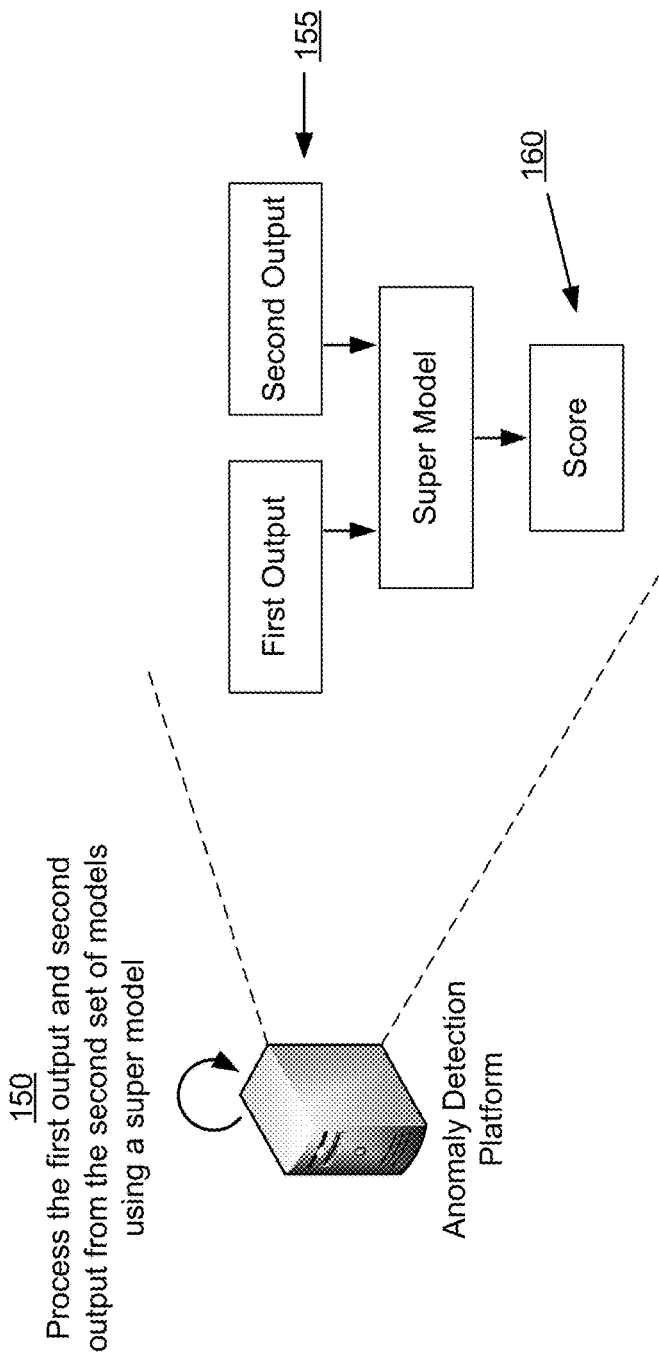 150
Process the first output and second
output from the second set of models
using a super model
Anomaly Detection
Platform
First Output
Second Output
155
Super Model
Score
160